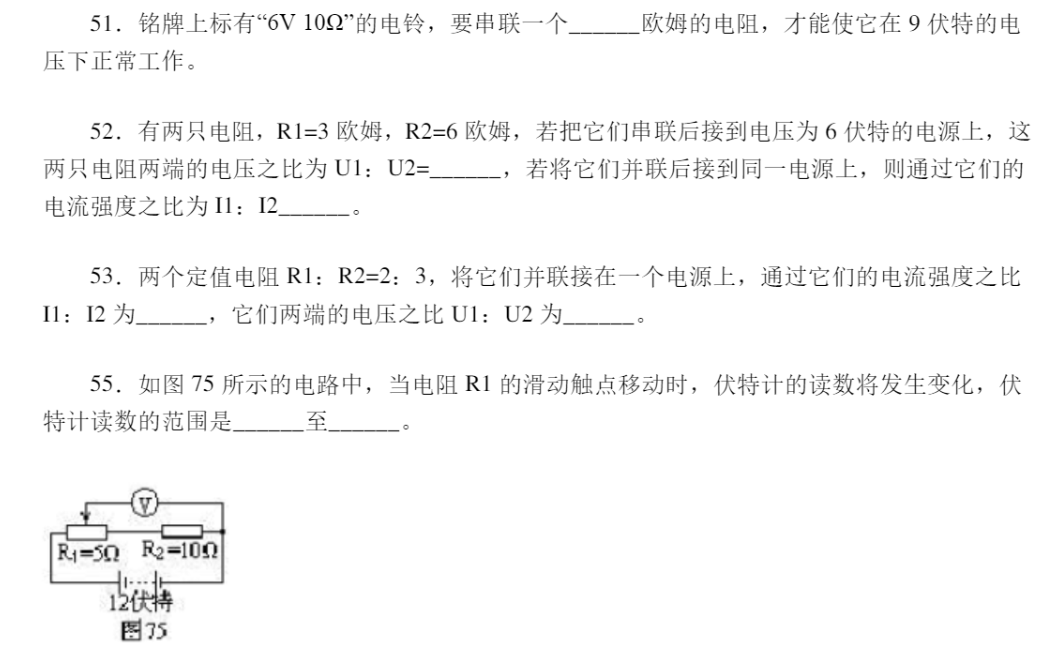 51．铭牌上标有“6V 10Ω”的电铃，要串联一个______欧姆的电阻，才能使它在 9 伏特的电
压下正常工作。
52．有两只电阻，R1=3 欧姆，R2=6 欧姆，若把它们串联后接到电压为 6 伏特的电源上，这
两只电阻两端的电压之比为 U1：U2=______，若将它们并联后接到同一电源上，则通过它们的
电流强度之比为 I1：I2______。
53．两个定值电阻 R1：R2=2：3，将它们并联接在一个电源上，通过它们的电流强度之比
I1：I2 为______，它们两端的电压之比 U1：U2 为______。
55．如图 75 所示的电路中，当电阻 R1 的滑动触点移动时，伏特计的读数将发生变化，伏
特计读数的范围是______至______。
V
R1=5Ω R2=10Ω
12伏特
图75